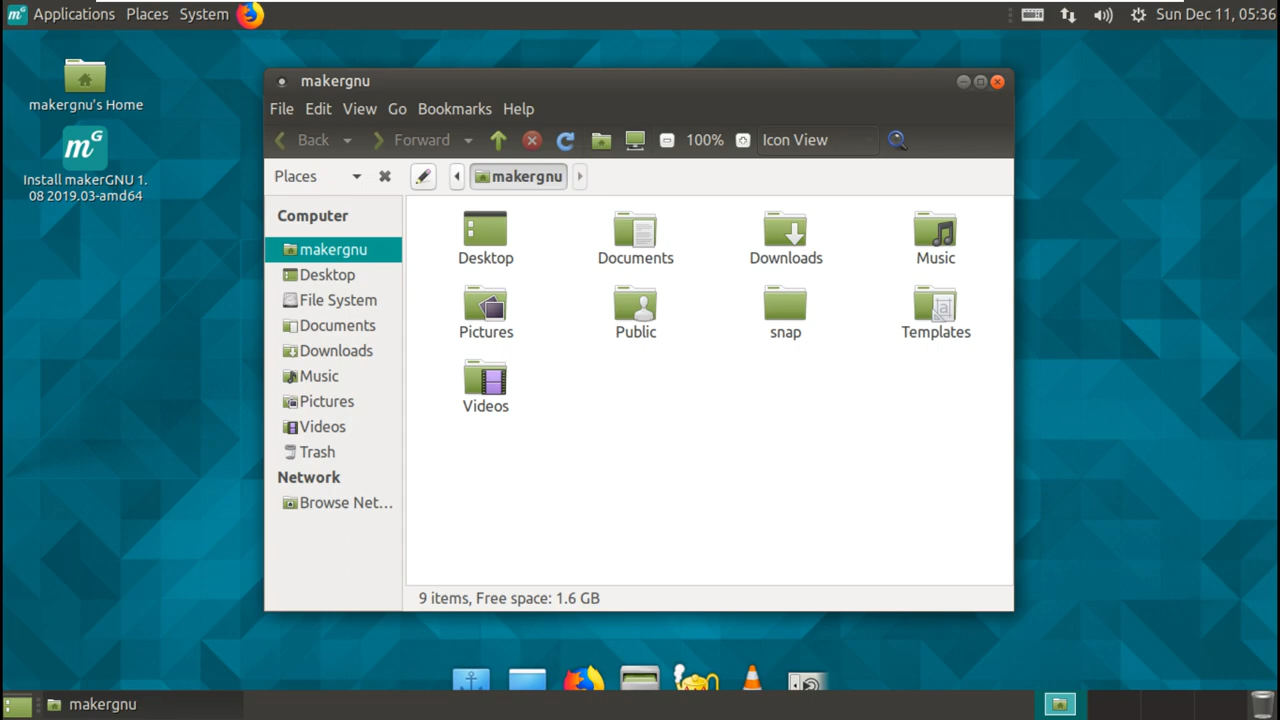 mG Applications Places System Sun Dec 11, 05:36
makergnu's Home
mG
Install makerGNU 1.
08 2019.03-amd64
makergnu
File Edit View Go Bookmarks Help
Back Forward 100% Icon View
Places makergnu
Computer
makergnu
Desktop
File System
Documents
Downloads
Music
Pictures
Videos
Trash
Network
Browse Net...
Desktop Documents Downloads Music
Pictures Public snap Templates
Videos
9 items, Free space: 1.6 GB
makergnu